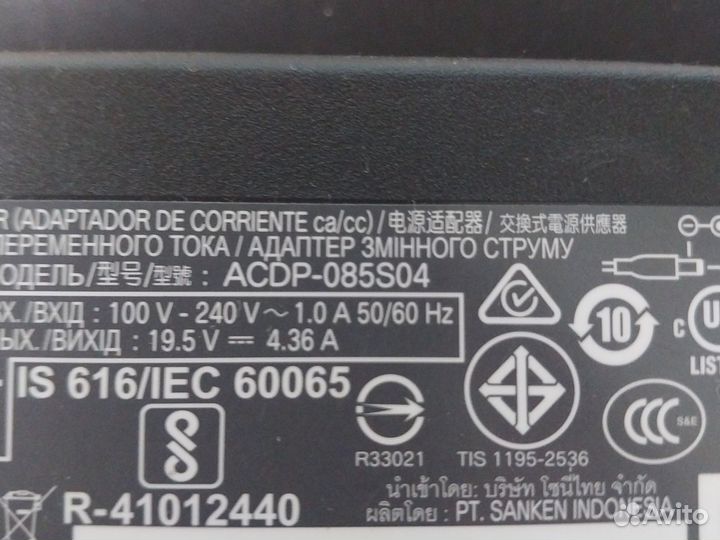 R (ADAPTADOR DE CORRIENTE ca/cc) / 电源适配器 / 交換式電源供應器
ПЕРЕМЕННОГО ТОКА / АДАПТЕР ЗМІННОГО СТРУМУ
МОДЕЛЬ/型号/型號: ACDP-085S04
Х. /ВХІД : 100 V - 240 V ~ 1.0 A 50/60 Hz
ЫХ. /ВИХІД : 19.5 V ⎓ 4.36 A
IS 616/IEC 60065
10
C U
LIST
R33021
TIS 1195-2536
CCC S&E
R-41012440
นำเข้าโดย: บริษัท โซนี่ไทย จำกัด
ผลิตโดย: PT. SANKEN INDONESIA
Avito